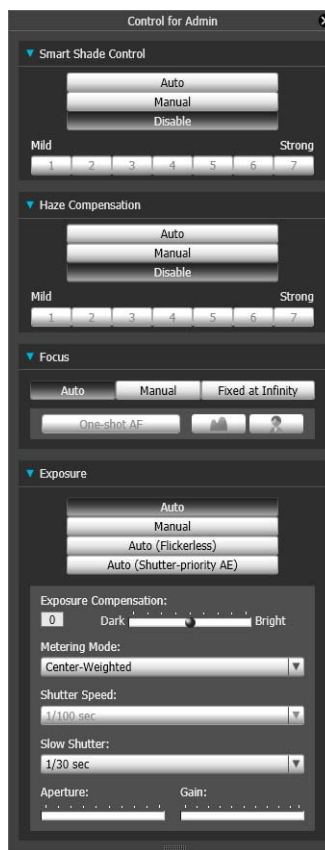 Control for Admin
Smart Shade Control
Auto
Manual
Disable
Mild Strong
1 2 3 4 5 6 7
Haze Compensation
Auto
Manual
Disable
Mild Strong
1 2 3 4 5 6 7
Focus
Auto Manual Fixed at Infinity
One-shot AF
Exposure
Auto
Manual
Auto (Flickerless)
Auto (Shutter-priority AE)
Exposure Compensation:
0 Dark Bright
Metering Mode:
Center-Weighted
Shutter Speed:
1/100 sec
Slow Shutter:
1/30 sec
Aperture: Gain: